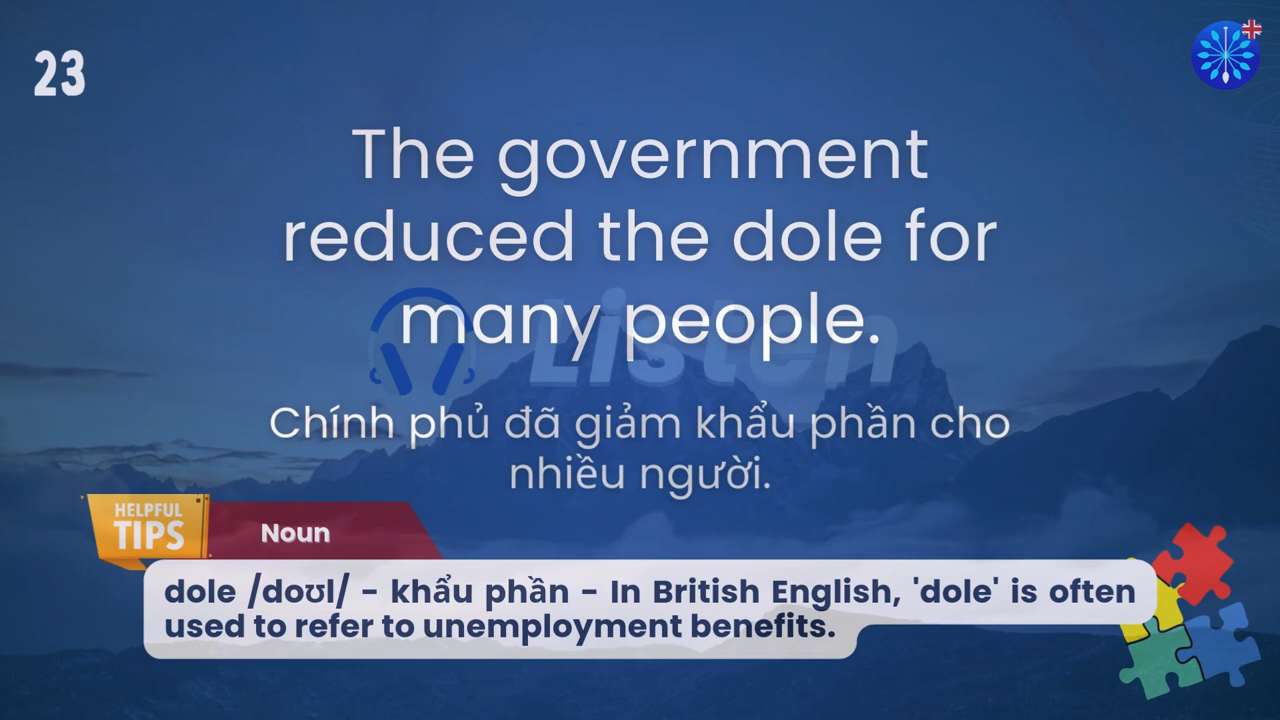 23
The government
reduced the dole for
many people.
Listen
Chính phủ đã giảm khẩu phần cho
nhiều người.
HELPFUL
TIPS
Noun
dole /doʊl/ - khẩu phần - In British English, 'dole' is often
used to refer to unemployment benefits.